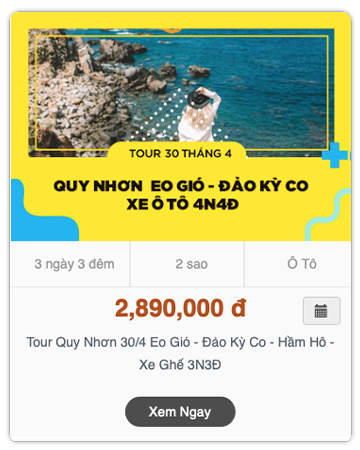 TOUR 30 THÁNG 4
QUY NHƠN EO GIÓ - ĐẢO KỲ CO
XE Ô TÔ 4N4Đ
3 ngày 3 đêm
2 sao
Ô Tô
2,890,000 đ
Tour Quy Nhơn 30/4 Eo Gió - Đảo Kỳ Co - Hầm Hô -
Xe Ghế 3N3Đ
Xem Ngay